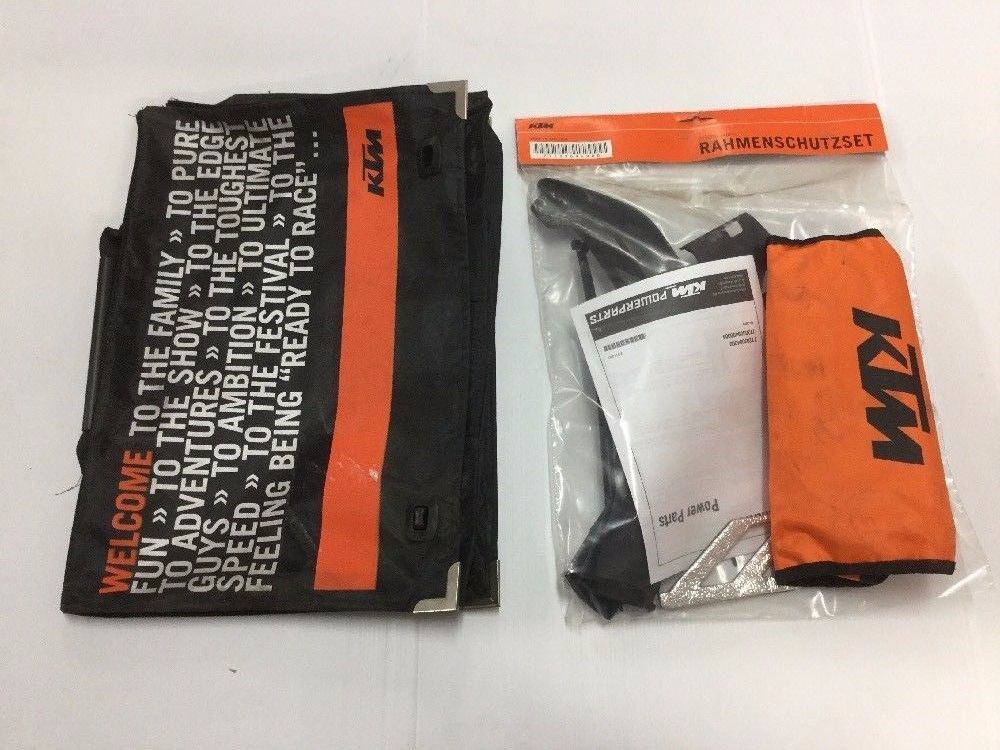 WELCOME TO THE FAMILY » TO PURE
FUN » TO THE SHOW » TO THE EDGE
TO ADVENTURES » TO THE TOUGHEST
GUYS » TO AMBITION » TO ULTIMATE
SPEED » TO THE FESTIVAL » TO THE
FEELING BEING “READY TO RACE”...
KTM
KTM
RAHMENSCHUTZSET
KTM POWERPARTS
Power Parts
KTM